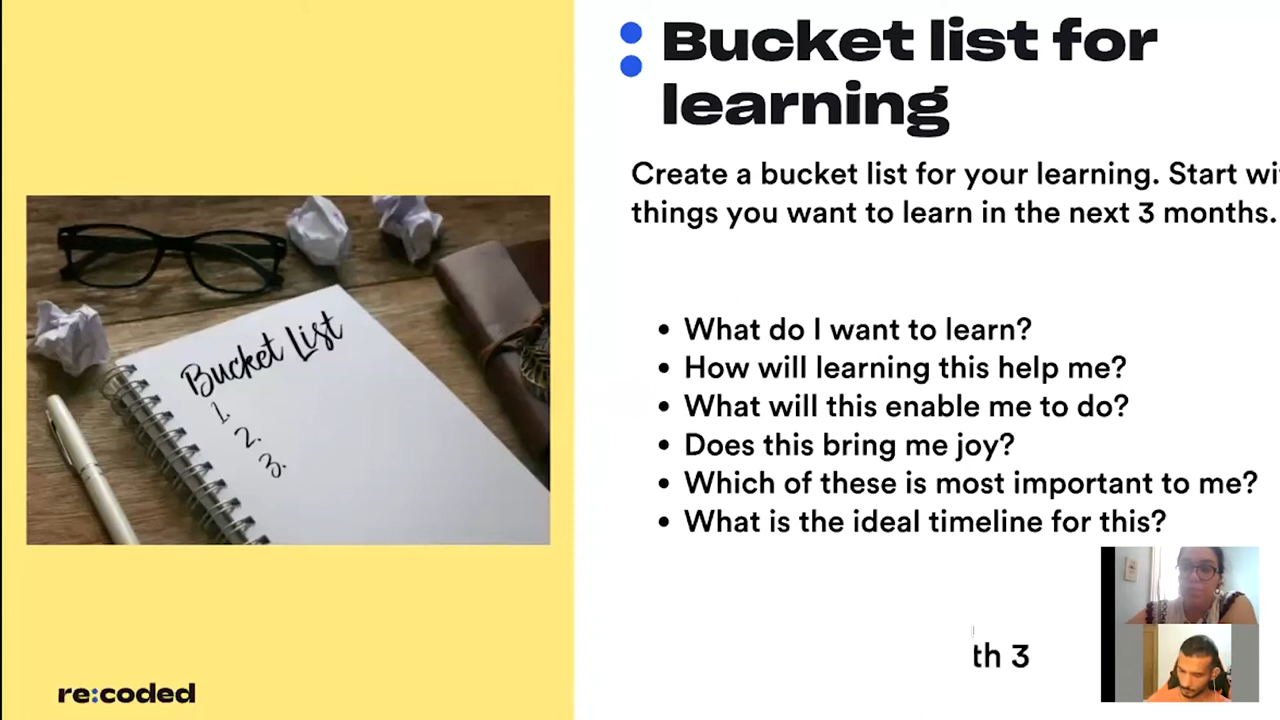 Bucket list for
learning
Create a bucket list for your learning. Start wi
things you want to learn in the next 3 months.
Bucket List
1.
2.
3.
• What do I want to learn?
• How will learning this help me?
• What will this enable me to do?
• Does this bring me joy?
• Which of these is most important to me?
• What is the ideal timeline for this?
th 3
re:coded